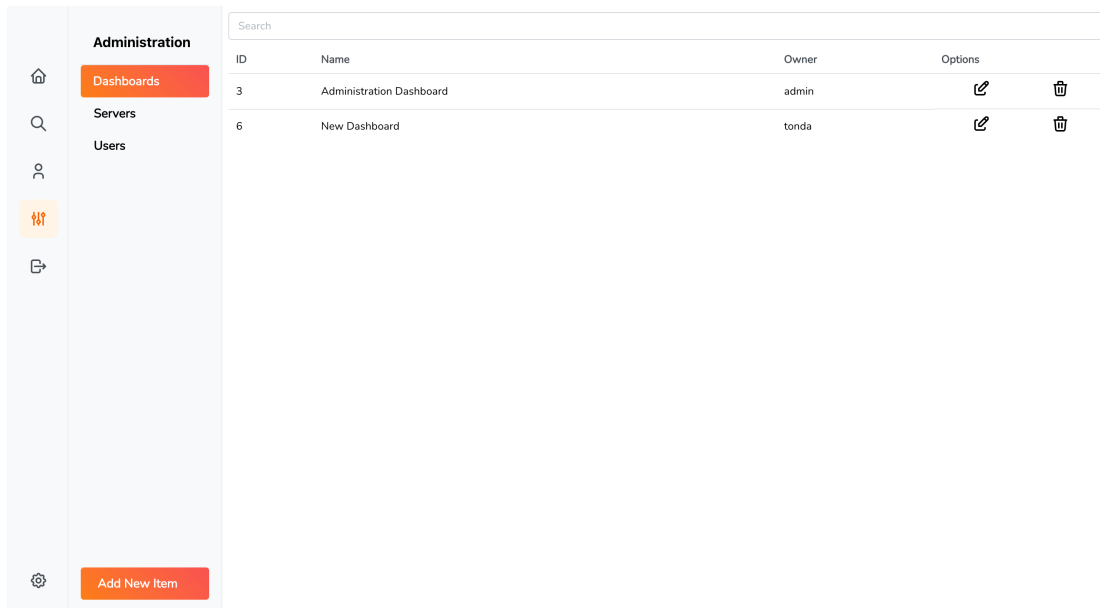 Administration
Dashboards
Servers
Users
Add New Item
Search
ID Name Owner Options
3 Administration Dashboard admin
6 New Dashboard tonda